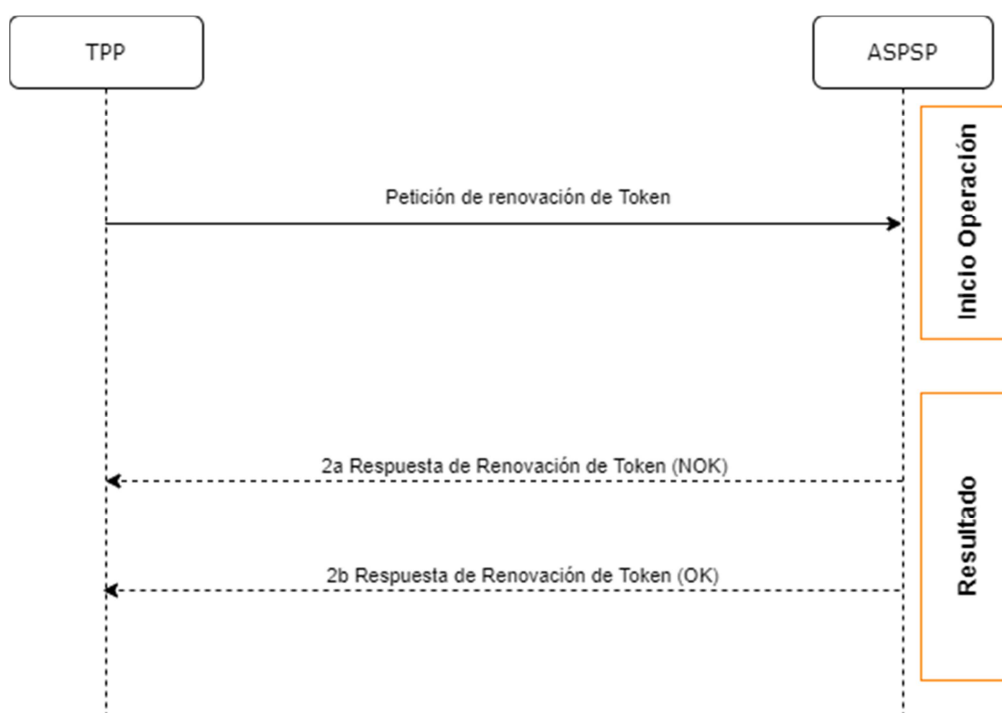 TPP
ASPSP
Inicio Operación
Petición de renovación de Token
2a Respuesta de Renovación de Token (NOK)
Resultado
2b Respuesta de Renovación de Token (OK)